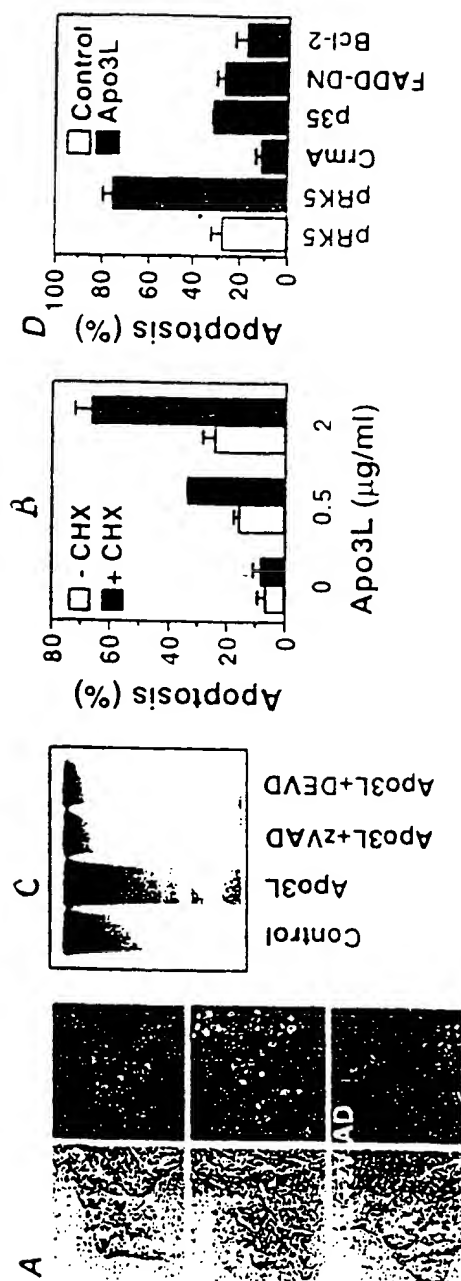 A
AD
C
Control
Apo3L
Apo3L+zVAD
Apo3L+DEVD
B
Apoptosis (%)
80
60
40
20
0
- CHX
+ CHX
0
0.5
2
Apo3L (µg/ml)
D
Apoptosis (%)
100
80
60
40
20
0
Control
Apo3L
pRK5
pRK5
CrmA
p35
FADD-DN
Bcl-2